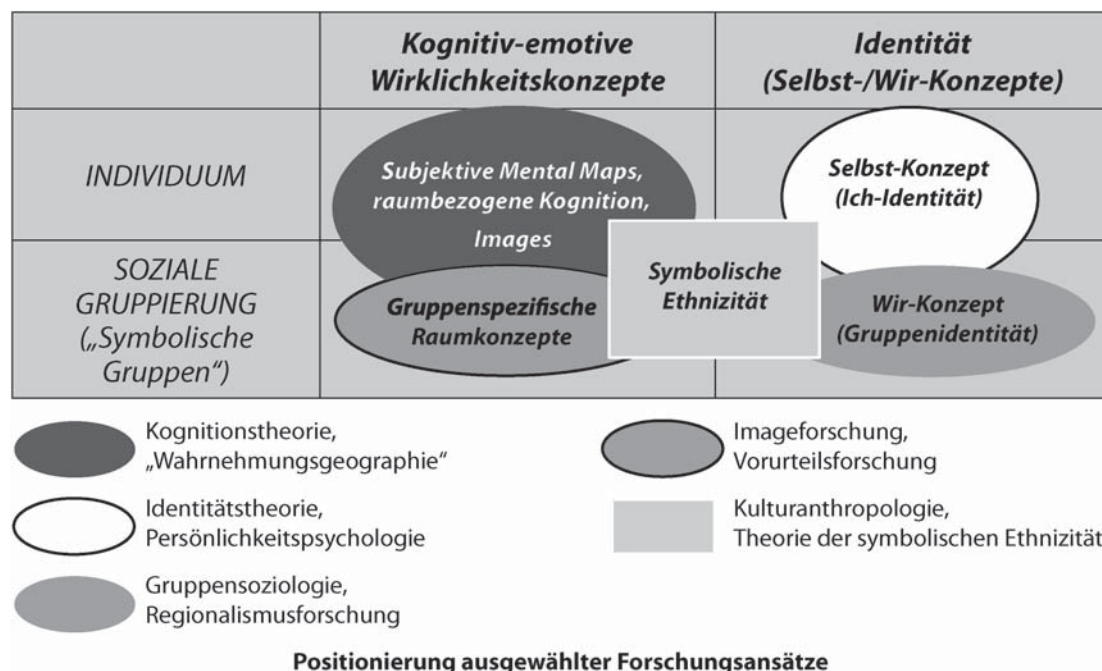 Kognitiv-emotive
Wirklichkeitskonzepte
Identität
(Selbst-/Wir-Konzepte)
INDIVIDUUM
Subjektive Mental Maps,
raumbezogene Kognition,
Images
Selbst-Konzept
(Ich-Identität)
SOZIALE
GRUPPIERUNG
(„Symbolische
Gruppen“)
Gruppenspezifische
Raumkonzepte
Symbolische
Ethnizität
Wir-Konzept
(Gruppenidentität)
Kognitionstheorie,
„Wahrnehmungsgeographie“
Identitätstheorie,
Persönlichkeitspsychologie
Gruppensoziologie,
Regionalismusforschung
Imageforschung,
Vorurteilsforschung
Kulturanthropologie,
Theorie der symbolischen Ethnizität
Positionierung ausgewählter Forschungsansätze